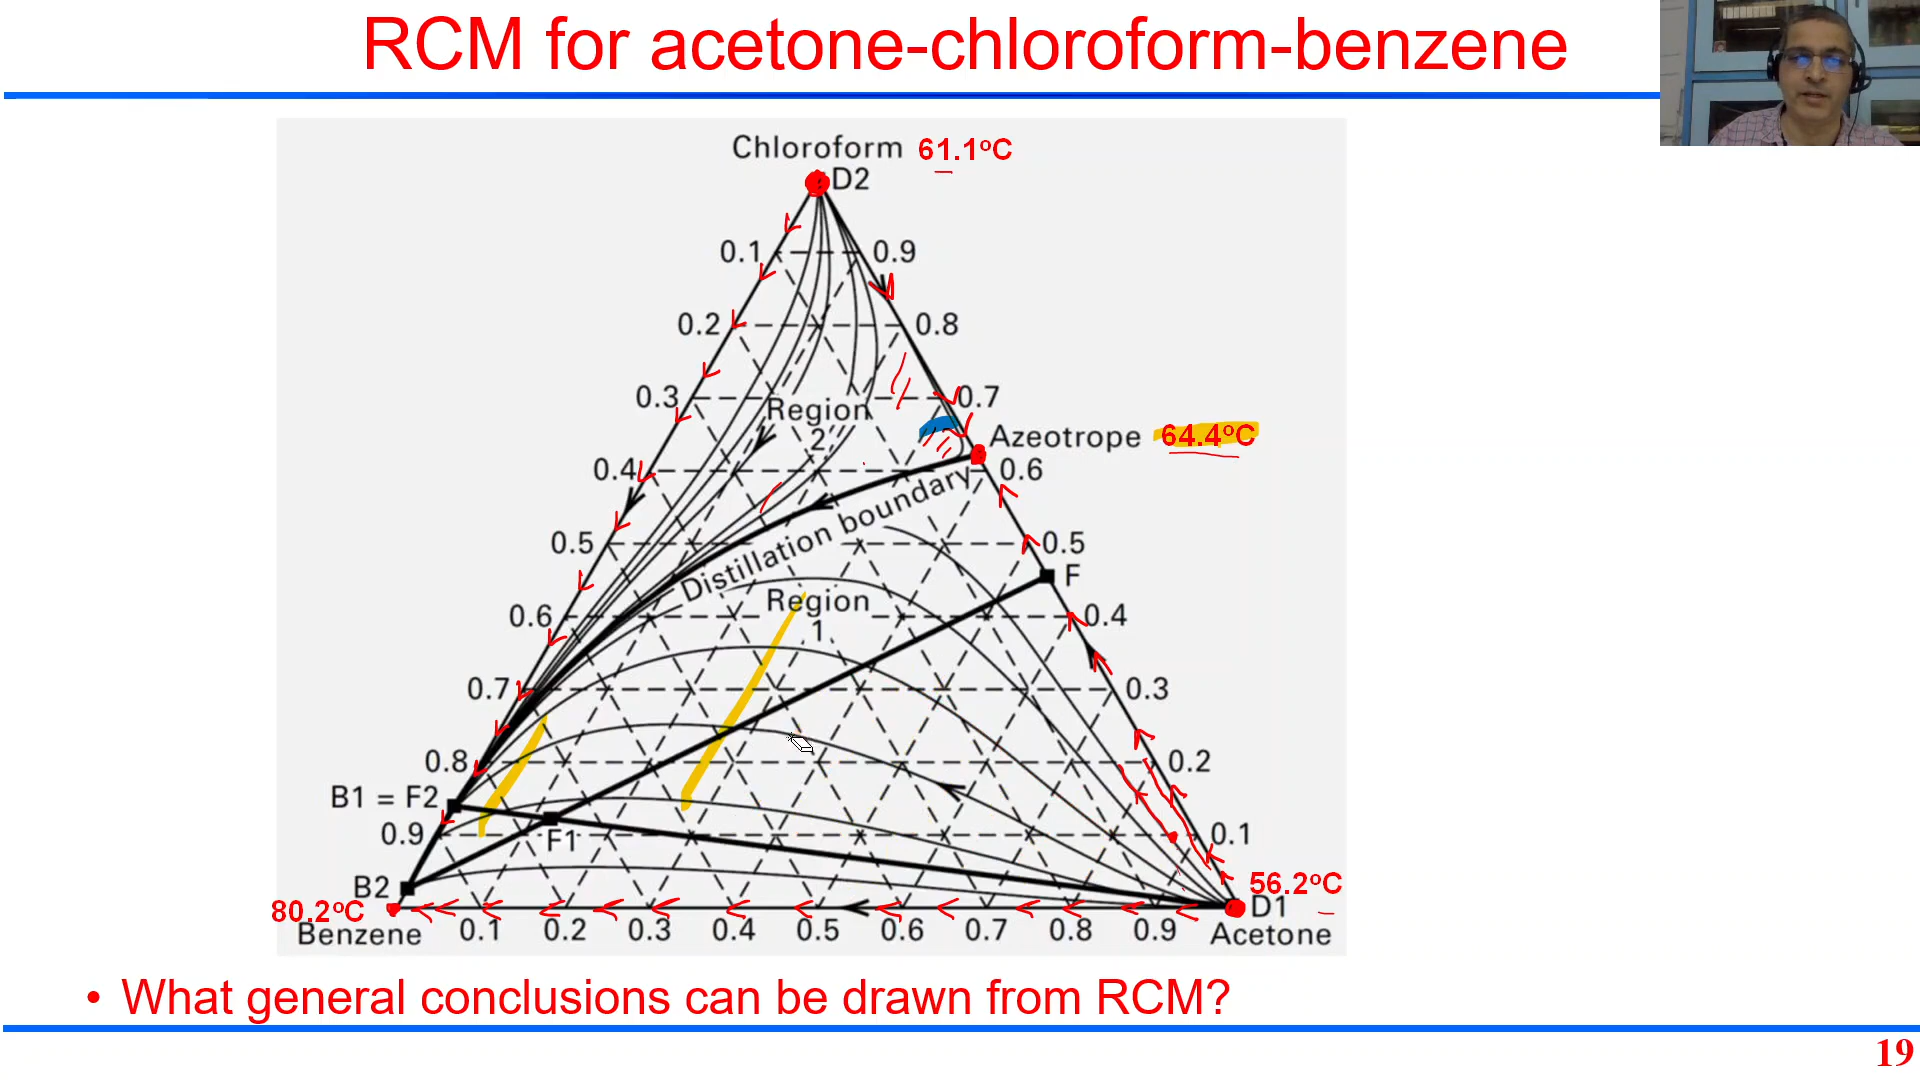 RCM for acetone-chloroform-benzene
Chloroform 61.1°C
D2
0.1 0.9
0.2 0.8
0.3 0.7
Region
2
Azeotrope 64.4°C
0.4 0.6
Distillation boundary
0.5 0.5
F
Region
1
0.6 0.4
0.7 0.3
0.8 0.2
B1 = F2
0.9 0.1
F1
B2
56.2°C
80.2°C D1
Benzene 0.1 0.2 0.3 0.4 0.5 0.6 0.7 0.8 0.9 Acetone
• What general conclusions can be drawn from RCM?
19